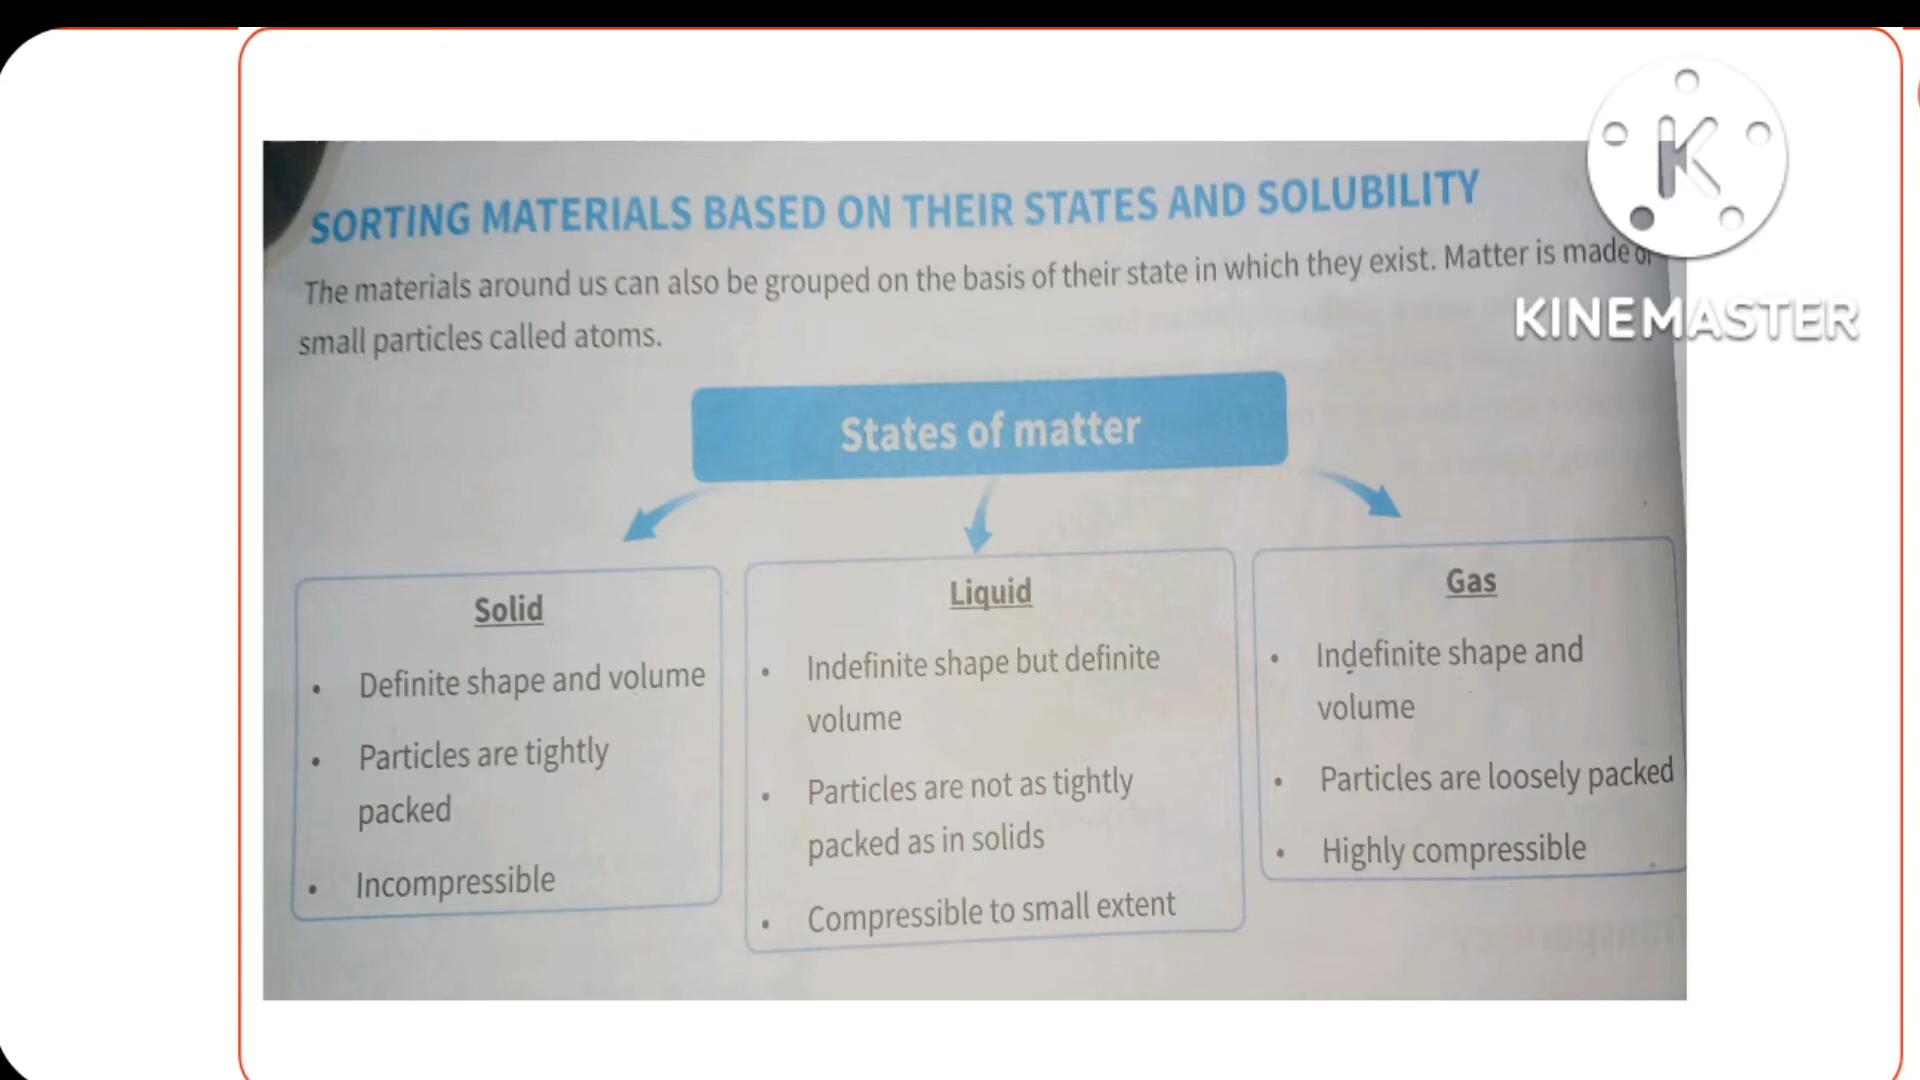 SORTING MATERIALS BASED ON THEIR STATES AND SOLUBILITY
The materials around us can also be grouped on the basis of their state in which they exist. Matter is made of
small particles called atoms.
States of matter
Solid
• Definite shape and volume
• Particles are tightly
packed
• Incompressible
Liquid
• Indefinite shape but definite
volume
• Particles are not as tightly
packed as in solids
• Compressible to small extent
Gas
• Indefinite shape and
volume
• Particles are loosely packed
• Highly compressible
K
KINEMASTER